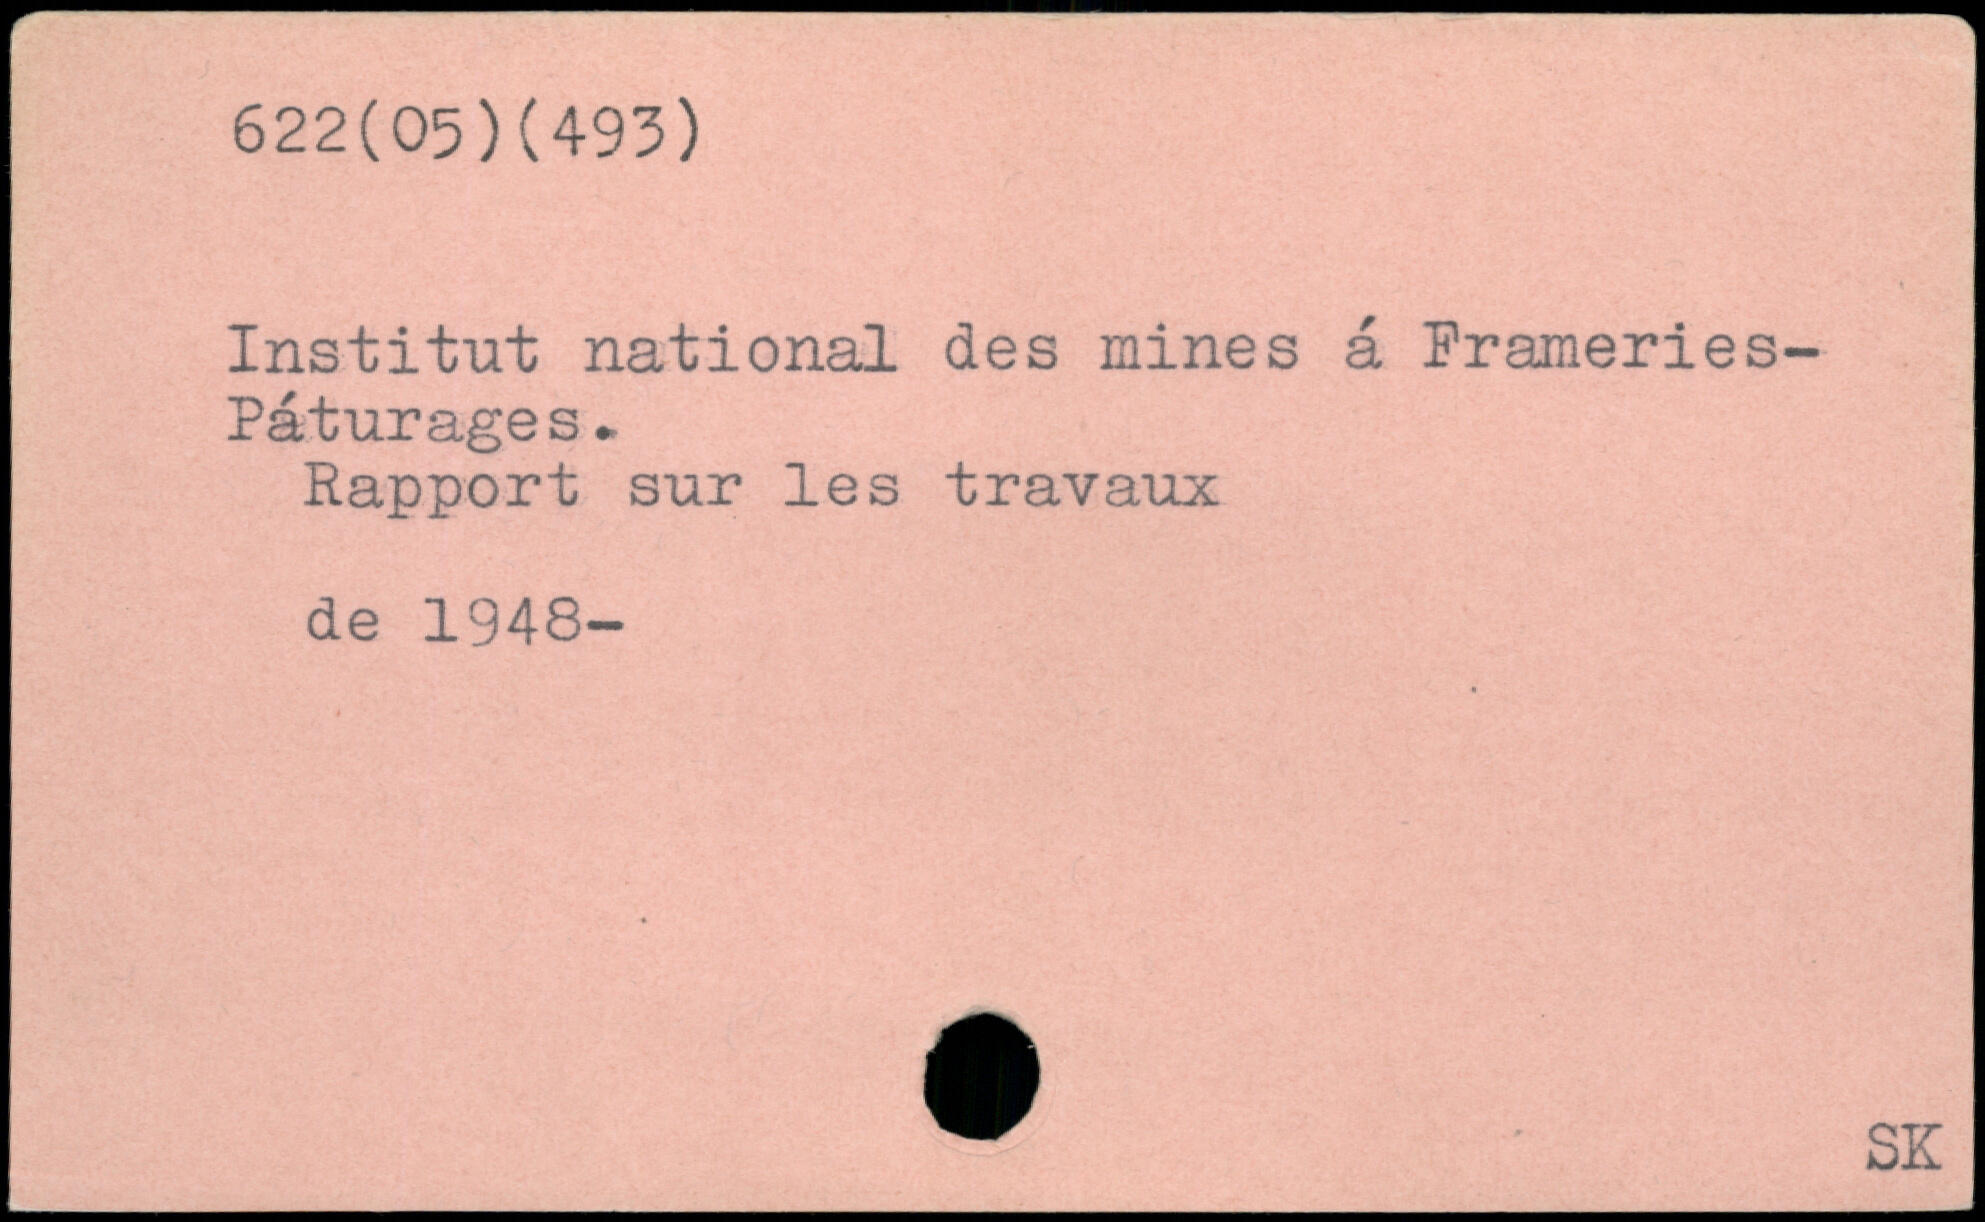 622(05)(493)
Institut national des mines á Frameries-
Páturages.
Rapport sur les travaux
de 1948-
SK